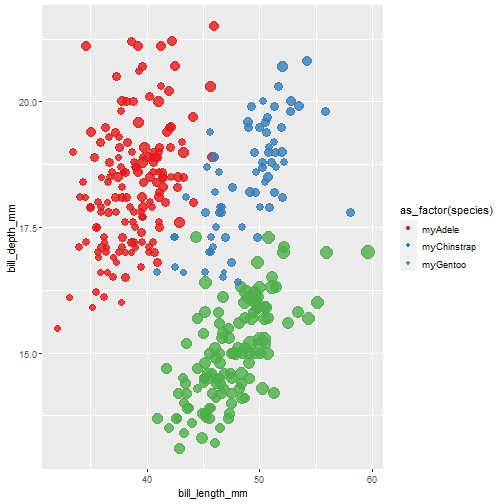 20.0
17.5
15.0
bill_depth_mm
40
50
60
bill_length_mm
as_factor(species)
myAdele
myChinstrap
myGentoo